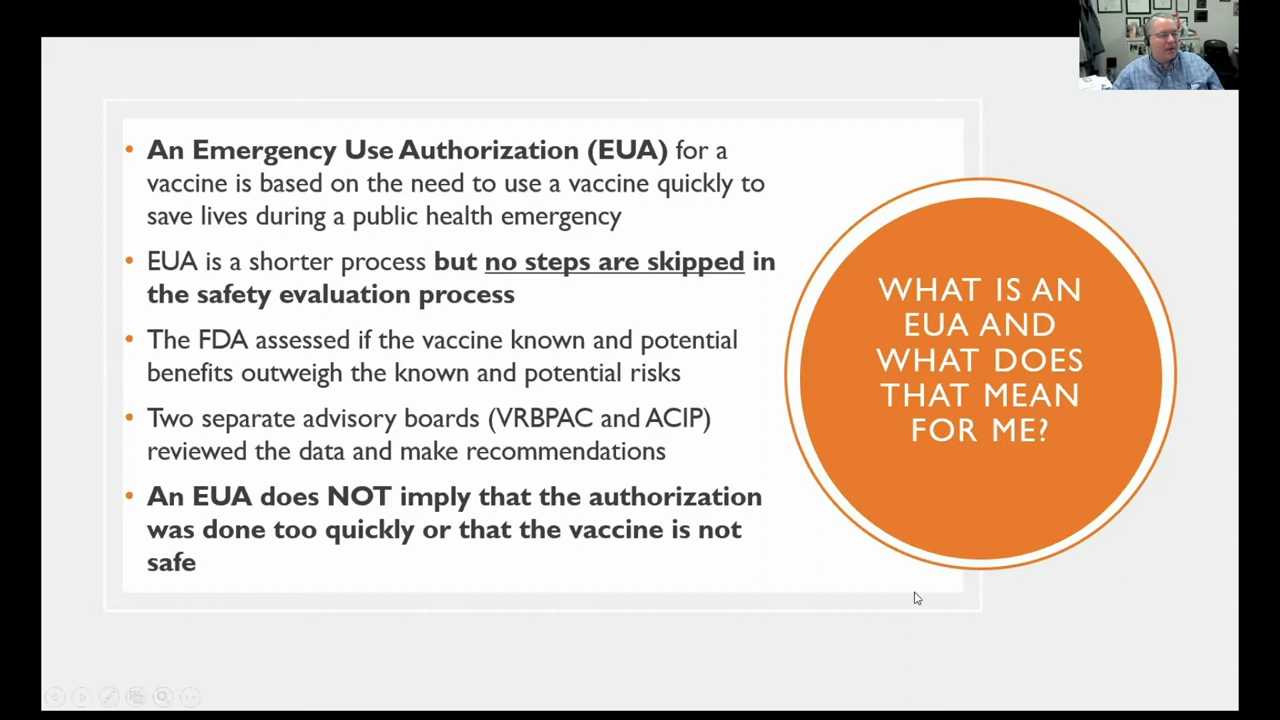 • An Emergency Use Authorization (EUA) for a
vaccine is based on the need to use a vaccine quickly to
save lives during a public health emergency
• EUA is a shorter process but no steps are skipped in
the safety evaluation process
• The FDA assessed if the vaccine known and potential
benefits outweigh the known and potential risks
• Two separate advisory boards (VRBPAC and ACIP)
reviewed the data and make recommendations
• An EUA does NOT imply that the authorization
was done too quickly or that the vaccine is not
safe
WHAT IS AN
EUA AND
WHAT DOES
THAT MEAN
FOR ME?